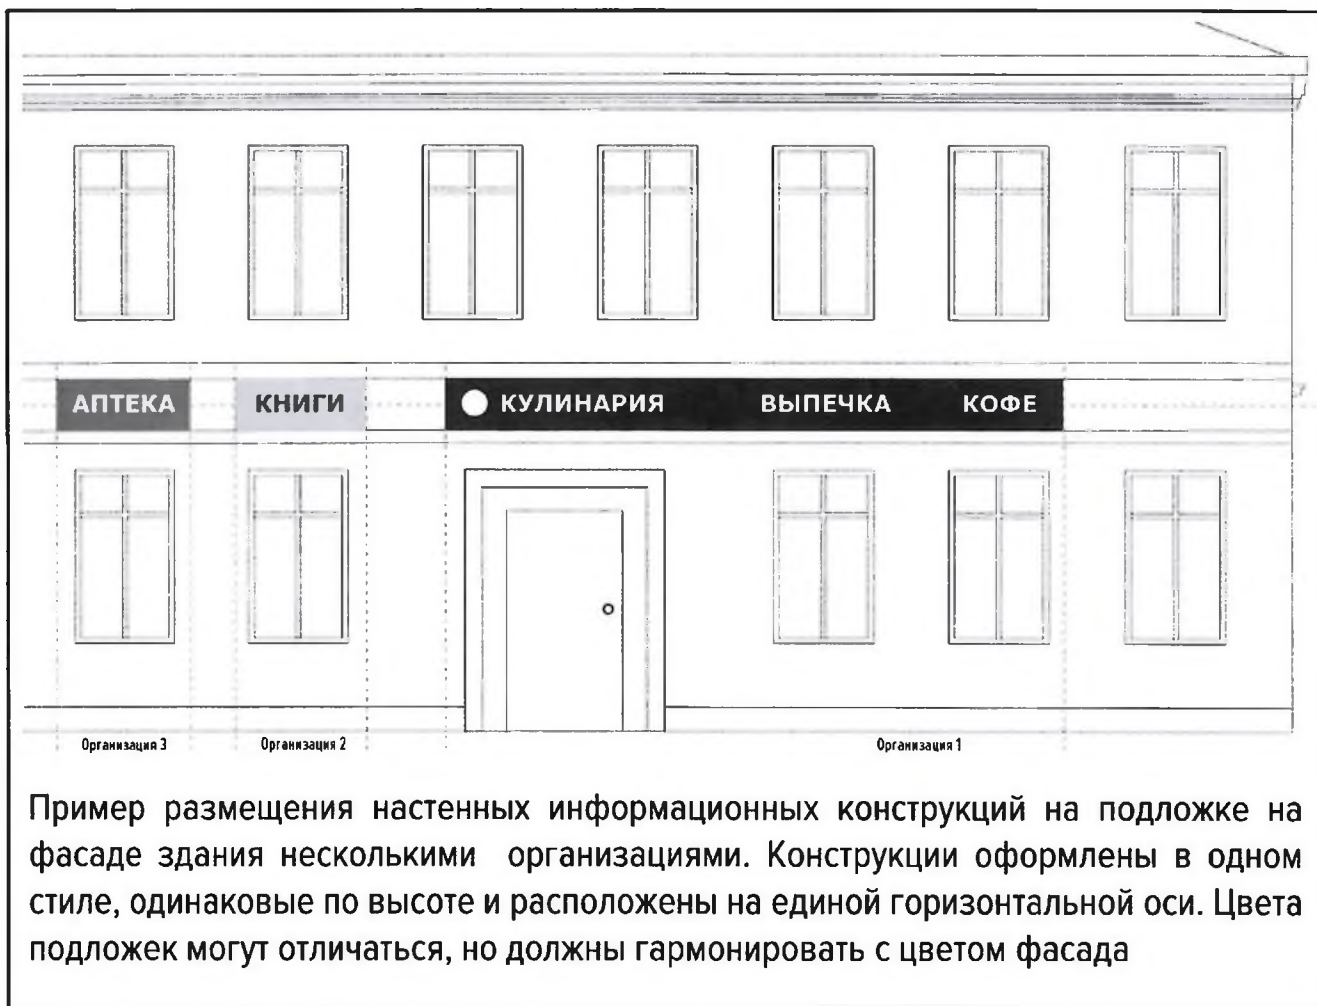 АПТЕКА КНИГИ КУЛИНАРИЯ ВЫПЕЧКА КОФЕ
Организация 3 Организация 2 Организация 1
Пример размещения настенных информационных конструкций на подложке на
фасаде здания несколькими организациями. Конструкции оформлены в одном
стиле, одинаковые по высоте и расположены на единой горизонтальной оси. Цвета
подложек могут отличаться, но должны гармонировать с цветом фасада